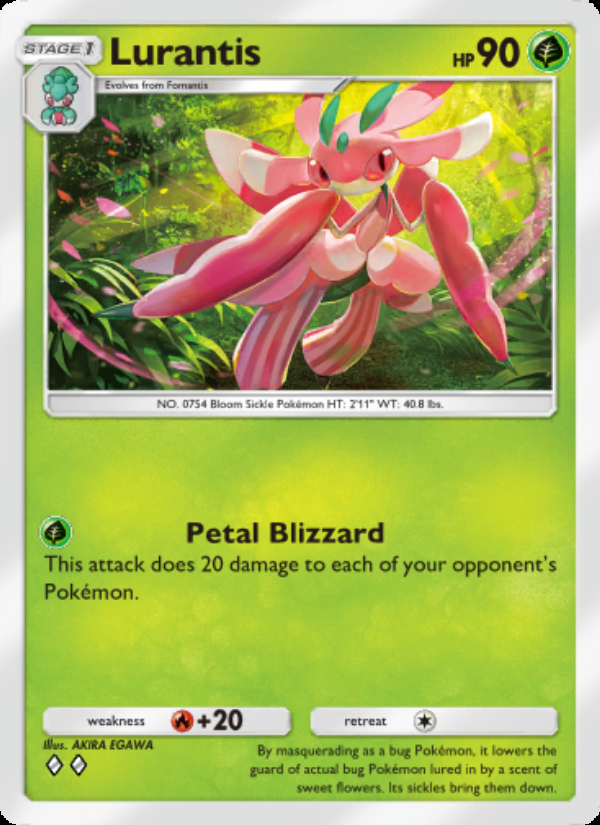 STAGE 1 Lurantis HP 90
Evolves from Fomantis
NO. 0754 Bloom Sickle Pokémon HT: 2'11" WT: 40.8 lbs.
Petal Blizzard
This attack does 20 damage to each of your opponent's
Pokémon.
weakness +20 retreat
Illus. AKIRA EGAWA
By masquerading as a bug Pokémon, it lowers the
guard of actual bug Pokémon lured in by a scent of
sweet flowers. Its sickles bring them down.